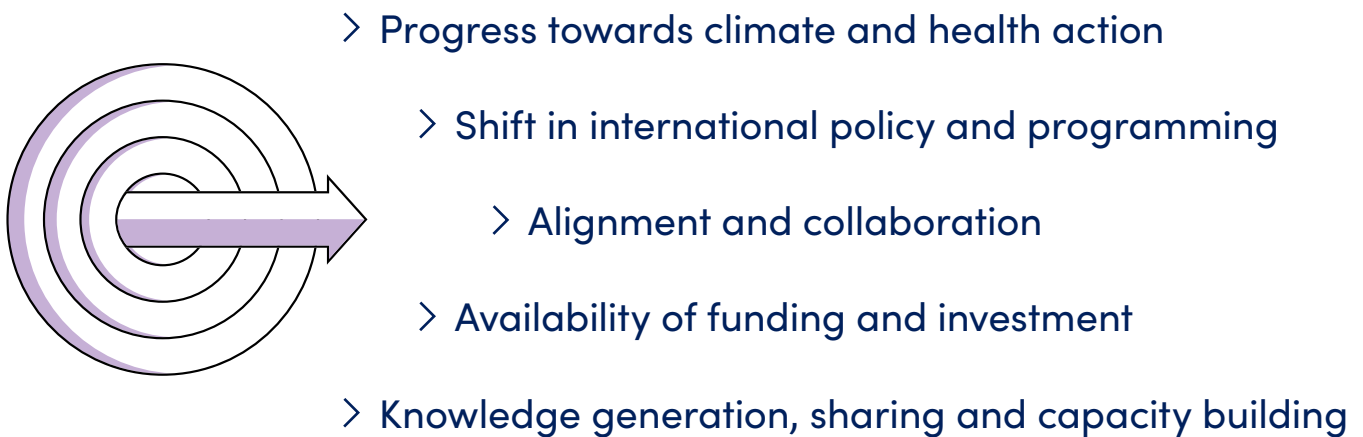 > Progress towards climate and health action
> Shift in international policy and programming
> Alignment and collaboration
> Availability of funding and investment
> Knowledge generation, sharing and capacity building